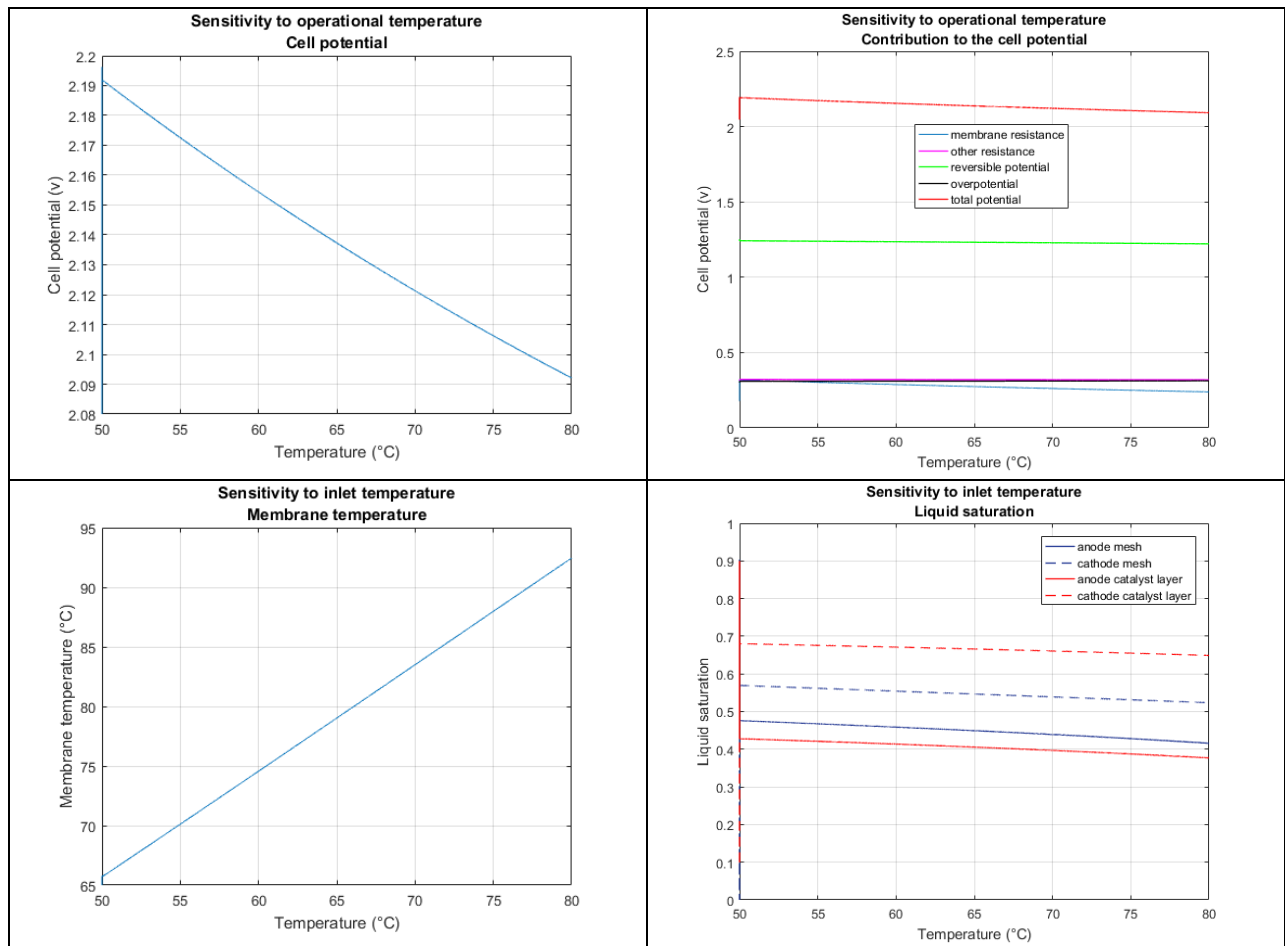 Sensitivity to operational temperature
Cell potential
2.2
2.19
2.18
2.17
2.16
2.15
2.14
2.13
2.12
2.11
2.1
2.09
2.08
Cell potential (v)
50 55 60 65 70 75 80
Temperature (°C)
Sensitivity to operational temperature
Contribution to the cell potential
2.5
2
1.5
1
0.5
0
Cell potential (v)
membrane resistance
other resistance
reversible potential
overpotential
total potential
50 55 60 65 70 75 80
Temperature (°C)
Sensitivity to inlet temperature
Membrane temperature
95
90
85
80
75
70
65
Membrane temperature (°C)
50 55 60 65 70 75 80
Temperature (°C)
Sensitivity to inlet temperature
Liquid saturation
1
0.9
0.8
0.7
0.6
0.5
0.4
0.3
0.2
0.1
0
Liquid saturation
anode mesh
cathode mesh
anode catalyst layer
cathode catalyst layer
50 55 60 65 70 75 80
Temperature (°C)